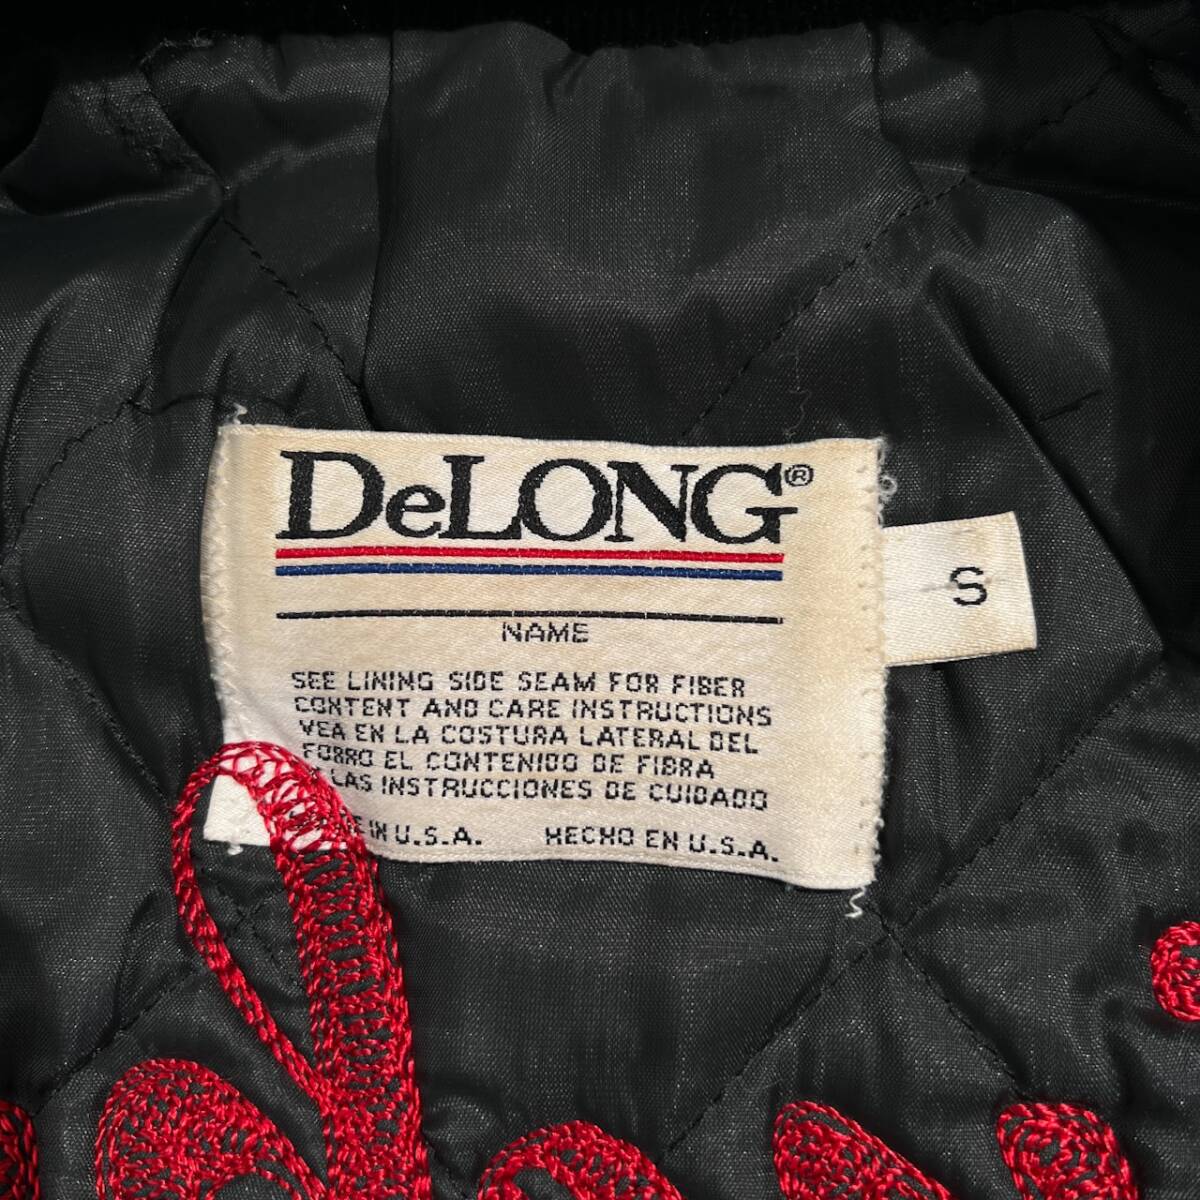 DeLONG®
S
NAME
SEE LINING SIDE SEAM FOR FIBER
CONTENT AND CARE INSTRUCTIONS
VEA EN LA COSTURA LATERAL DEL
FORRO EL CONTENIDO DE FIBRA
LAS INSTRUCCIONES DE CUIDADO
IN U.S.A. HECHO EN U.S.A.